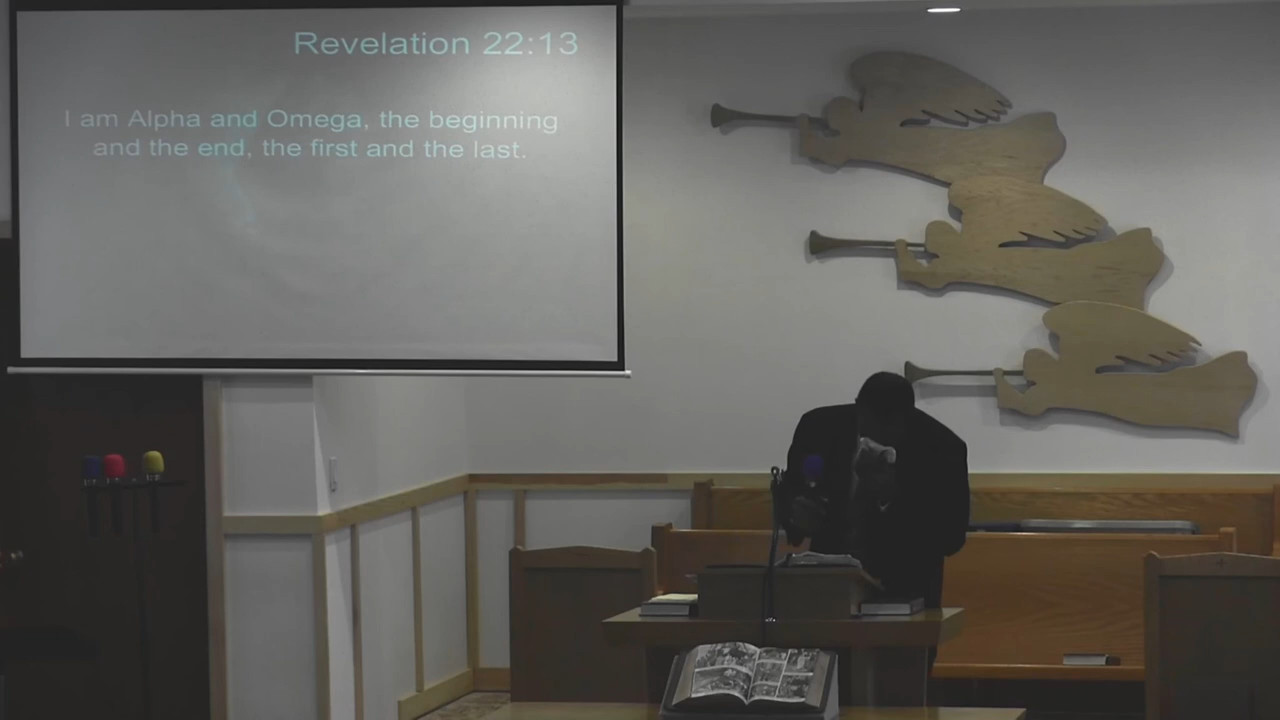 Revelation 22:13
I am Alpha and Omega, the beginning
and the end, the first and the last.